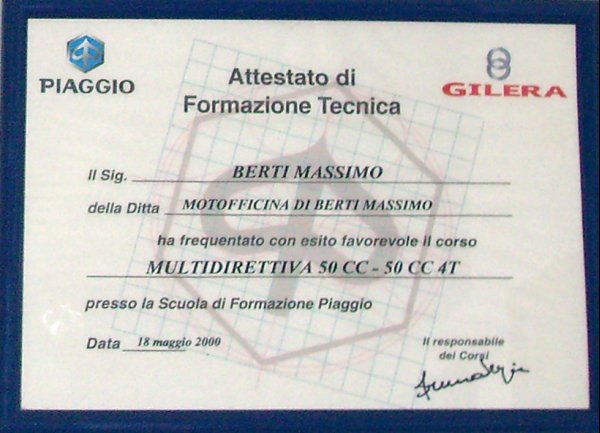 PIAGGIO
GILERA
Attestato di
Formazione Tecnica
Il Sig. BERTI MASSIMO
della Ditta MOTOFFICINA DI BERTI MASSIMO
ha frequentato con esito favorevole il corso
MULTIDIRETTIVA 50 CC - 50 CC 4T
presso la Scuola di Formazione Piaggio
Data 18 maggio 2000
Il responsabile
dei Corsi